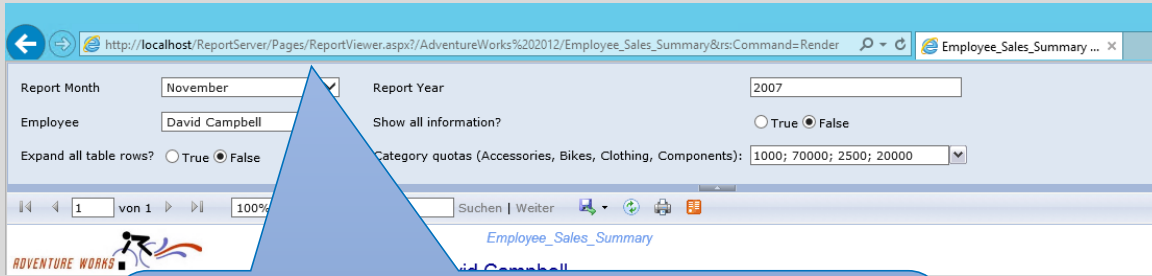 http://localhost/ReportServer/Pages/ReportViewer.aspx?/AdventureWorks%202012/Employee_Sales_Summary&rs:Command=Render
Employee_Sales_Summary ...
Report Month November Report Year 2007
Employee David Campbell Show all information? True False
Expand all table rows? True False Category quotas (Accessories, Bikes, Clothing, Components): 1000; 70000; 2500; 20000
1 von 1 100% Suchen | Weiter
Employee_Sales_Summary
ADVENTURE WORKS
Campbell